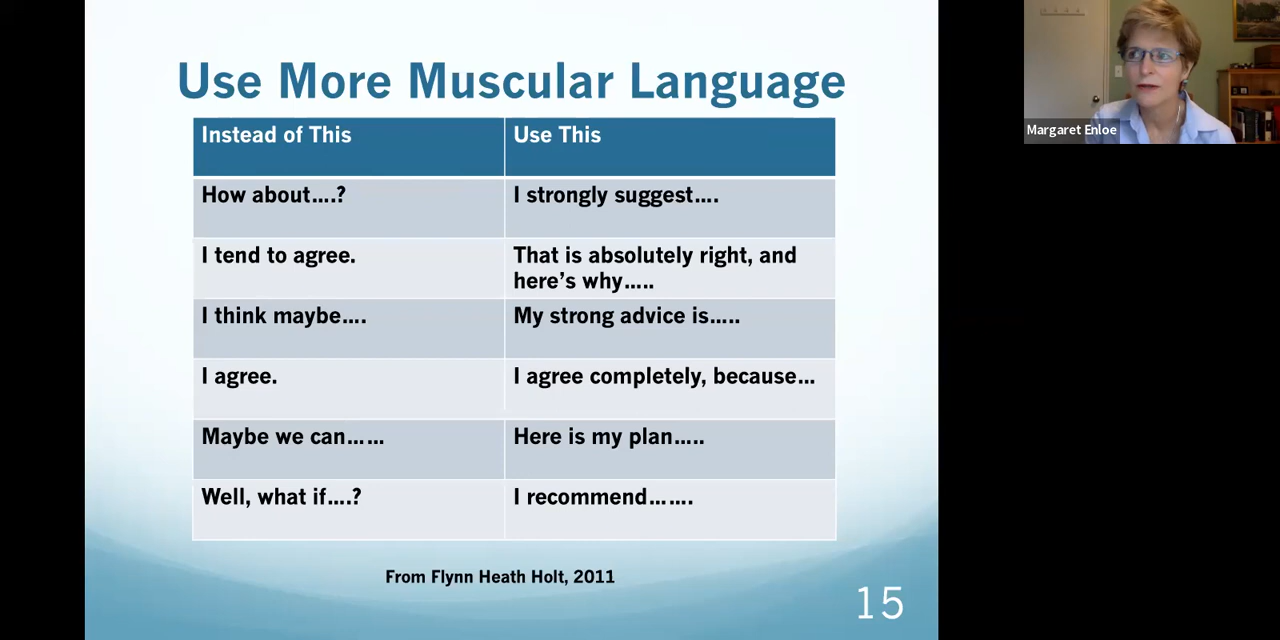 Use More Muscular Language
Instead of This
Use This
How about....?
I strongly suggest....
I tend to agree.
That is absolutely right, and
here's why.....
I think maybe....
My strong advice is.....
I agree.
I agree completely, because...
Maybe we can......
Here is my plan.....
Well, what if....?
I recommend.......
From Flynn Heath Holt, 2011
15
Margaret Enloe